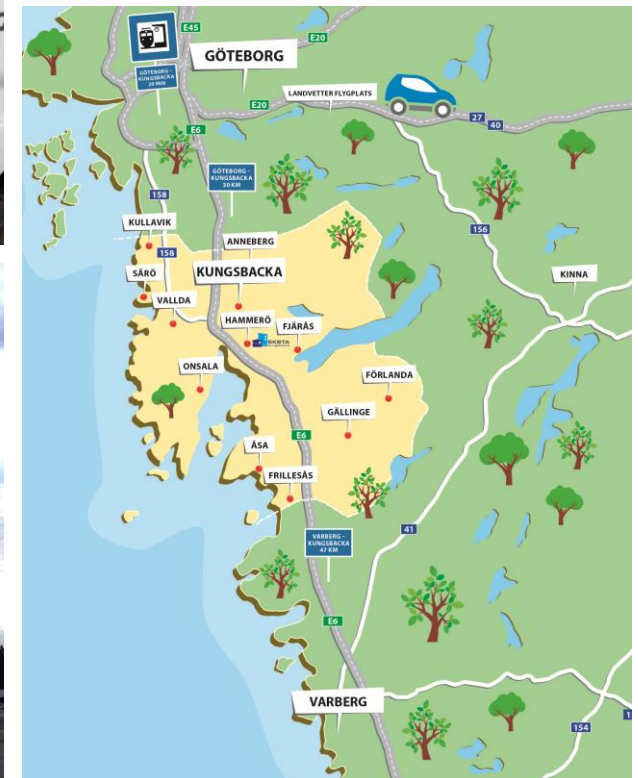 E45
E20
GÖTEBORG
GÖTEBORG -
KUNGSBACKA
25 MIN
E20
LANDVETTER FLYGPLATS
27
40
E6
GÖTEBORG -
KUNGSBACKA
30 KM
158
156
KULLAVIK
ANNEBERG
158
KINNA
SÄRÖ
KUNGSBACKA
VALLDA
HAMMERÖ
EKETA
FJÄRÅS
ONSALA
FÖRLANDA
GÄLLINGE
E6
ÅSA
FRILLESÅS
41
VARBERG -
KUNGSBACKA
47 KM
E6
VARBERG
154